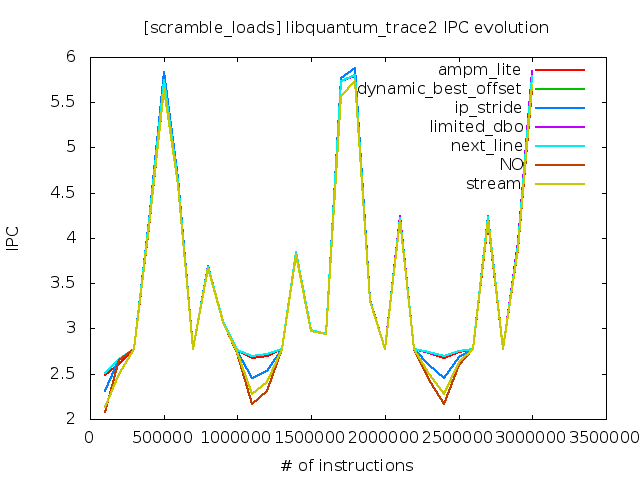 [scramble_loads] libquantum_trace2 IPC evolution
6
5.5
5
4.5
4
3.5
3
2.5
2
IPC
ampm_lite
dynamic_best_offset
ip_stride
limited_dbo
next_line
NO
stream
0
500000
1000000
1500000
2000000
2500000
3000000
3500000
# of instructions